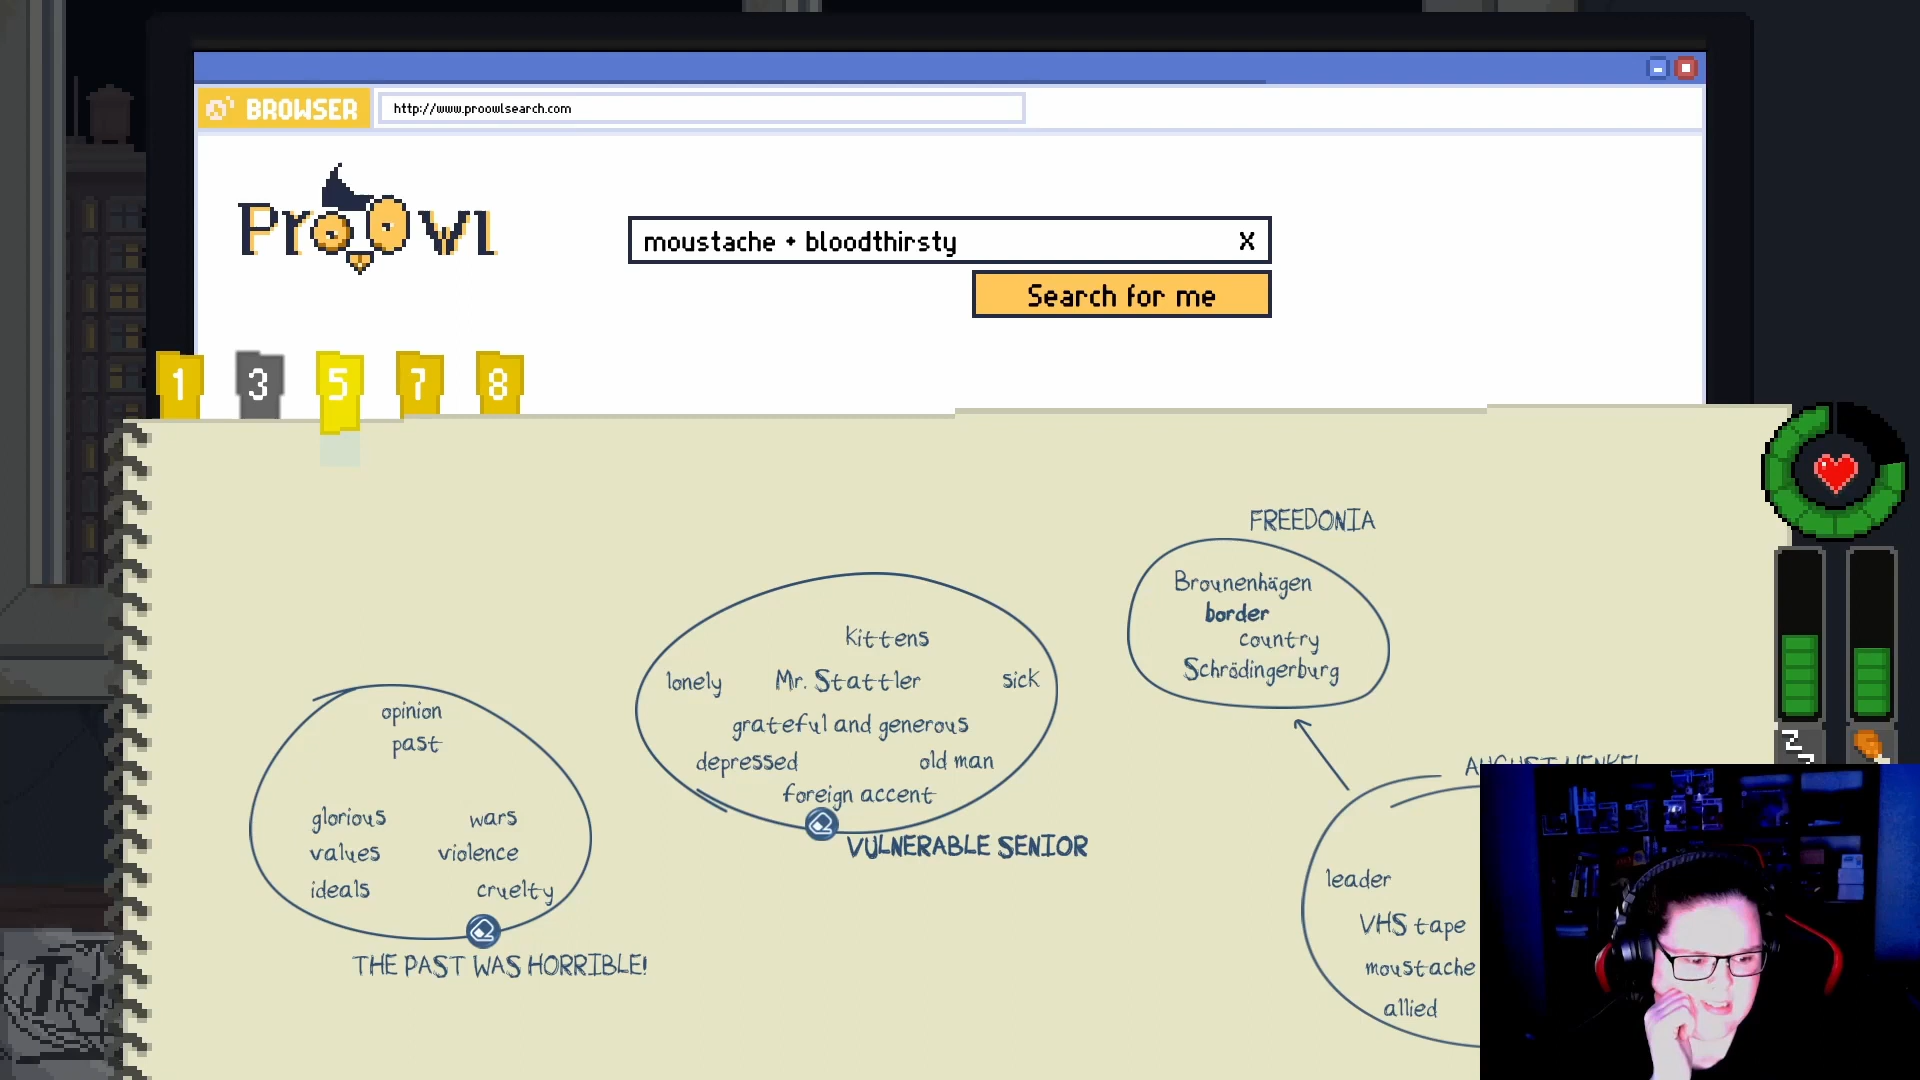 BROWSER
http://www.proowlsearch.com
PrOOwl
moustache + bloodthirsty X
Search for me
1 3 5 7 8
FREEDONIA
Brounenhägen
border
country
Schrödingerburg
Kittens
lonely Mr. Stattler sick
grateful and generous
depressed old man
foreign accent
VULNERABLE SENIOR
opinion
past
glorious wars
values violence
ideals cruelty
THE PAST WAS HORRIBLE!
leader
VHS tape
moustache
allied